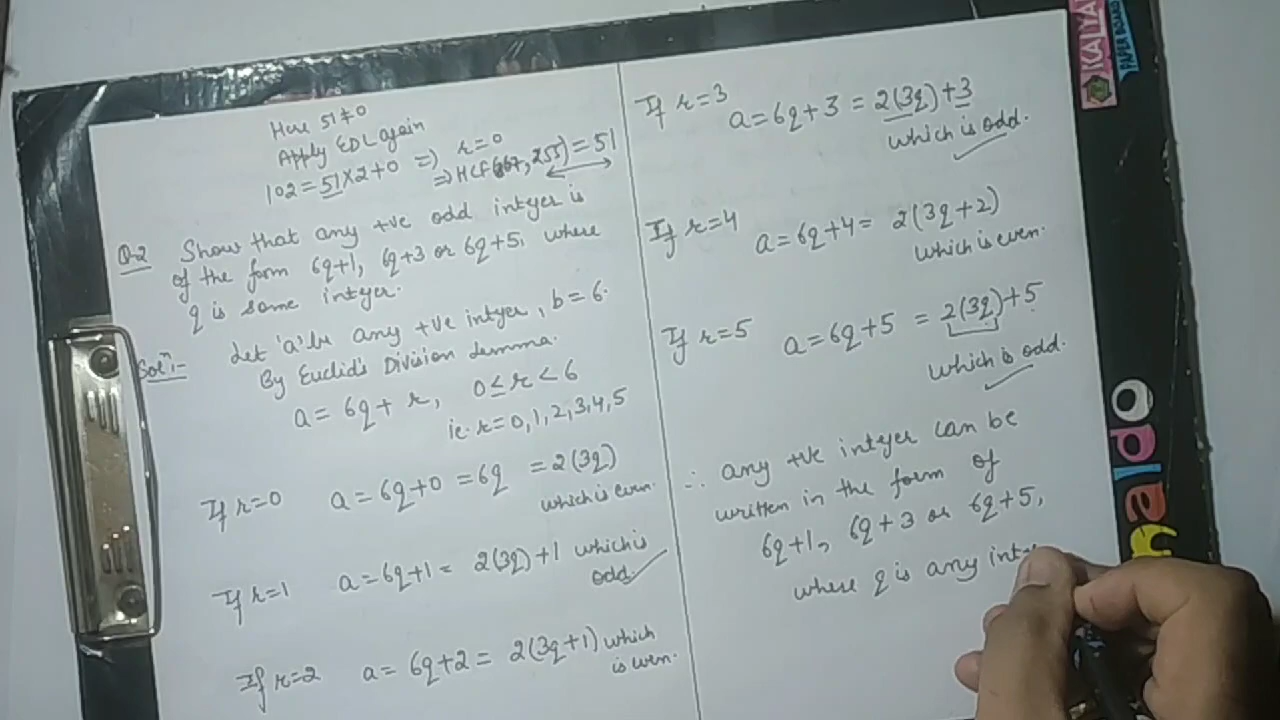 Here 51≠0
Apply EDL again
102 = 51×2+0 ⇒ r=0
⇒ HCF(867, 255) = 51
Q-2 Show that any +ve odd integer is
of the form 6q+1, 6q+3 or 6q+5, where
q is some integer.
Solⁿ:- Let 'a' be any +ve integer, b=6.
By Euclid's Division Lemma.
a = 6q + r, 0≤r<6
ie. r=0,1,2,3,4,5
If r=0 a = 6q+0 = 6q = 2(3q)
which is even.
If r=1 a = 6q+1 = 2(3q)+1 which is
odd ✓
If r=2 a = 6q+2 = 2(3q+1) which
is even.
If r=3 a = 6q+3 = 2(3q)+3
which is odd. ✓
If r=4 a = 6q+4 = 2(3q+2)
which is even.
If r=5 a = 6q+5 = 2(3q)+5
which is odd. ✓
∴ any +ve integer can be
written in the form of
6q+1, 6q+3 or 6q+5,
where q is any inte
KALYA
PAPER BOARD